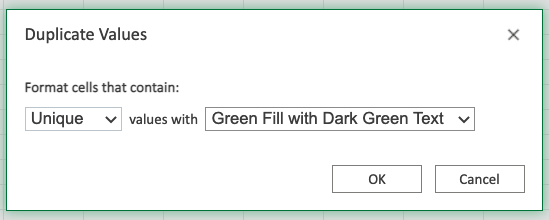 Duplicate Values
Format cells that contain:
Unique values with Green Fill with Dark Green Text
OK Cancel